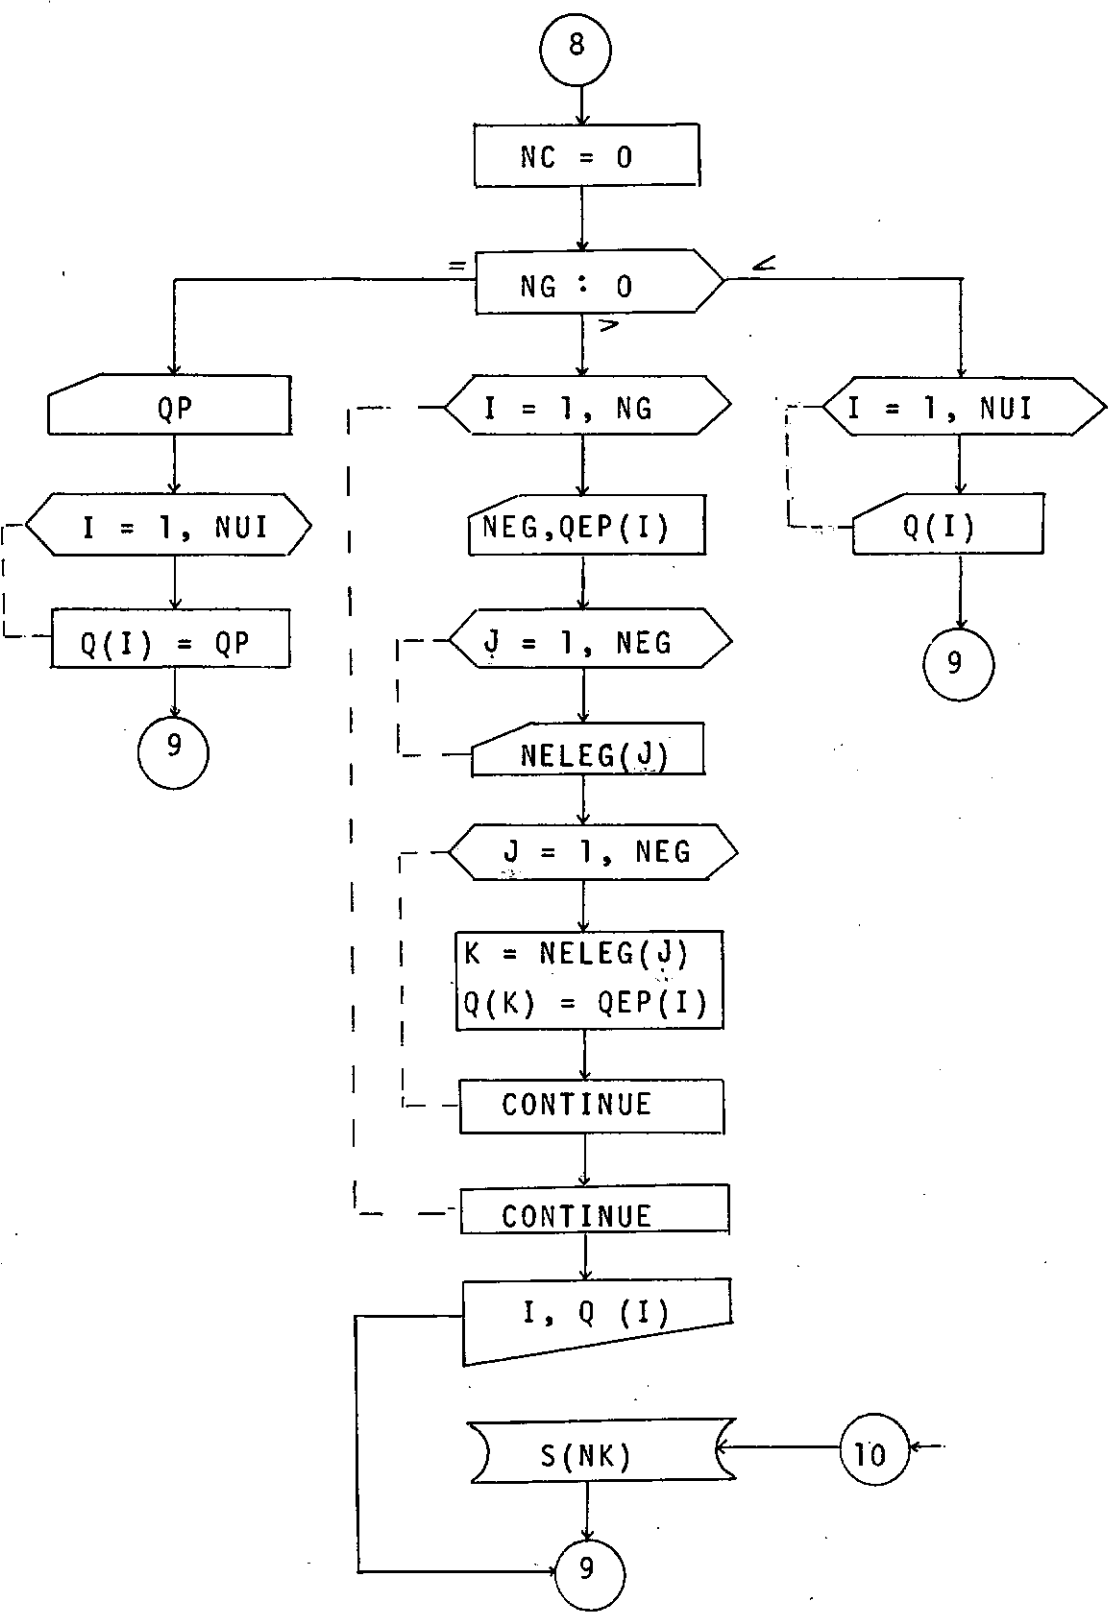 8
NC = 0
=
NG : 0
<
>
QP
I = 1, NUI
Q(I) = QP
9
I = 1, NG
NEG,QEP(I)
J = 1, NEG
NELEG(J)
J = 1, NEG
K = NELEG(J)
Q(K) = QEP(I)
CONTINUE
CONTINUE
I, Q (I)
I = 1, NUI
Q(I)
9
S(NK)
10
9